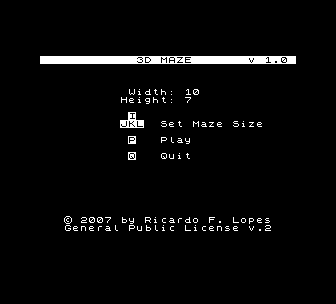 3D MAZE v 1.0
Width: 10
Height: 7
I
JKL Set Maze Size
P Play
Q Quit
© 2007 by Ricardo F. Lopes
General Public License v.2